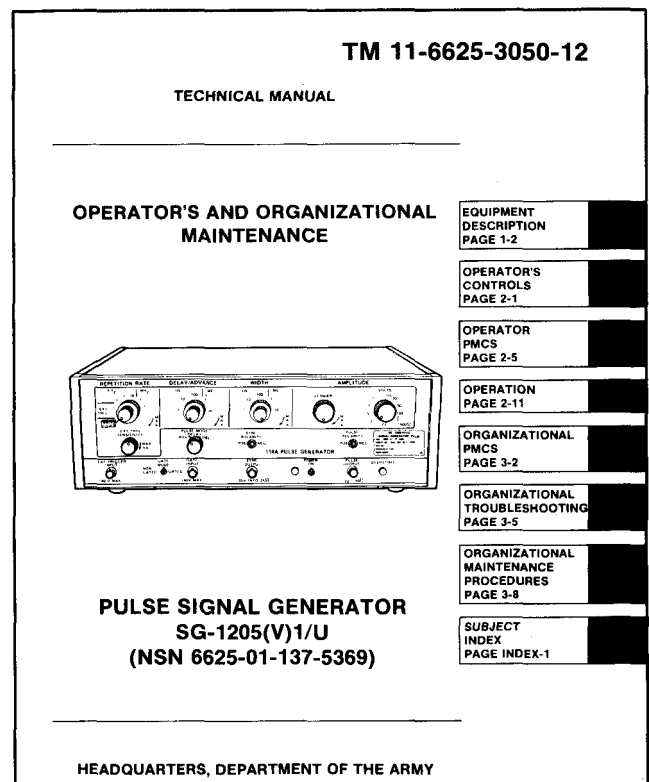 TM 11-6625-3050-12
TECHNICAL MANUAL
OPERATOR'S AND ORGANIZATIONAL
MAINTENANCE
EQUIPMENT
DESCRIPTION
PAGE 1-2
OPERATOR'S
CONTROLS
PAGE 2-1
OPERATOR
PMCS
PAGE 2-5
OPERATION
PAGE 2-11
ORGANIZATIONAL
PMCS
PAGE 3-2
ORGANIZATIONAL
TROUBLESHOOTING
PAGE 3-5
ORGANIZATIONAL
MAINTENANCE
PROCEDURES
PAGE 3-8
SUBJECT
INDEX
PAGE INDEX-1
REPETITION RATE DELAY/ADVANCE WIDTH AMPLITUDE
VOLTS
SENSITIVITY
114A PULSE GENERATOR
PULSE SIGNAL GENERATOR
SG-1205(V)1/U
(NSN 6625-01-137-5369)
HEADQUARTERS, DEPARTMENT OF THE ARMY